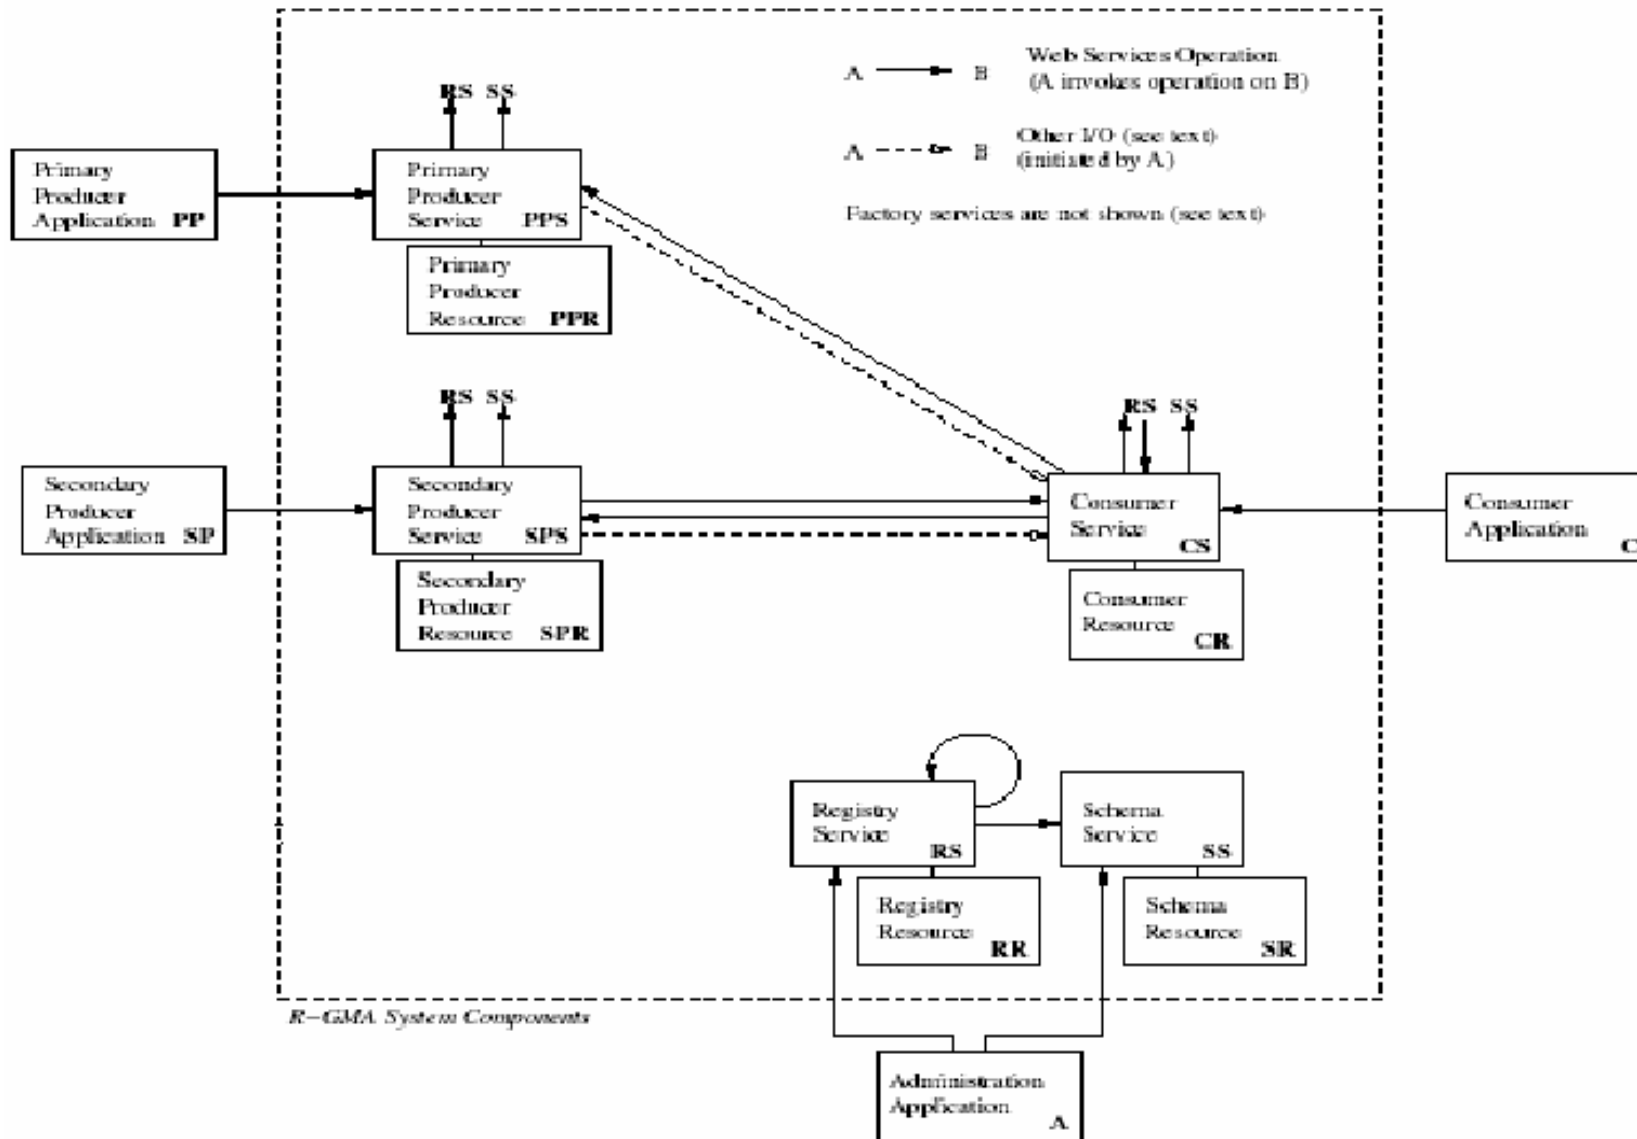 A B Web Services Operation
(A invokes operation on B)
A B Other I/O (see text)
(initiated by A)
Factory services are not shown (see text)
RS SS
Primary
Producer
Application PP
Primary
Producer
Service PPS
Primary
Producer
Resource PPR
RS SS
Secondary
Producer
Application SP
Secondary
Producer
Service SPS
Secondary
Producer
Resource SPR
RS SS
Consumer
Service
CS
Consumer
Resource
CR
Consumer
Application
C
Registry
Service
RS
Registry
Resource
RR
Schema
Service
SS
Schema
Resource
SR
R-GMA System Components
Administration
Application
A